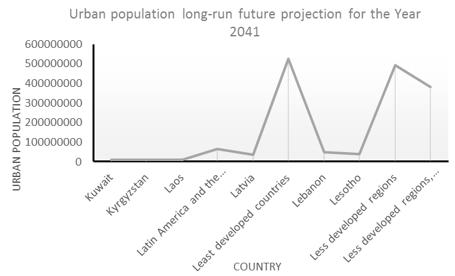 Urban population long-run future projection for the Year
2041
600000000
500000000
400000000
300000000
200000000
100000000
0
URBAN POPULATION
Kuwait
Kyrgyzstan
Laos
Latin America and the...
Latvia
Least developed countries
Lebanon
Lesotho
Less developed regions
Less developed regions,...
COUNTRY